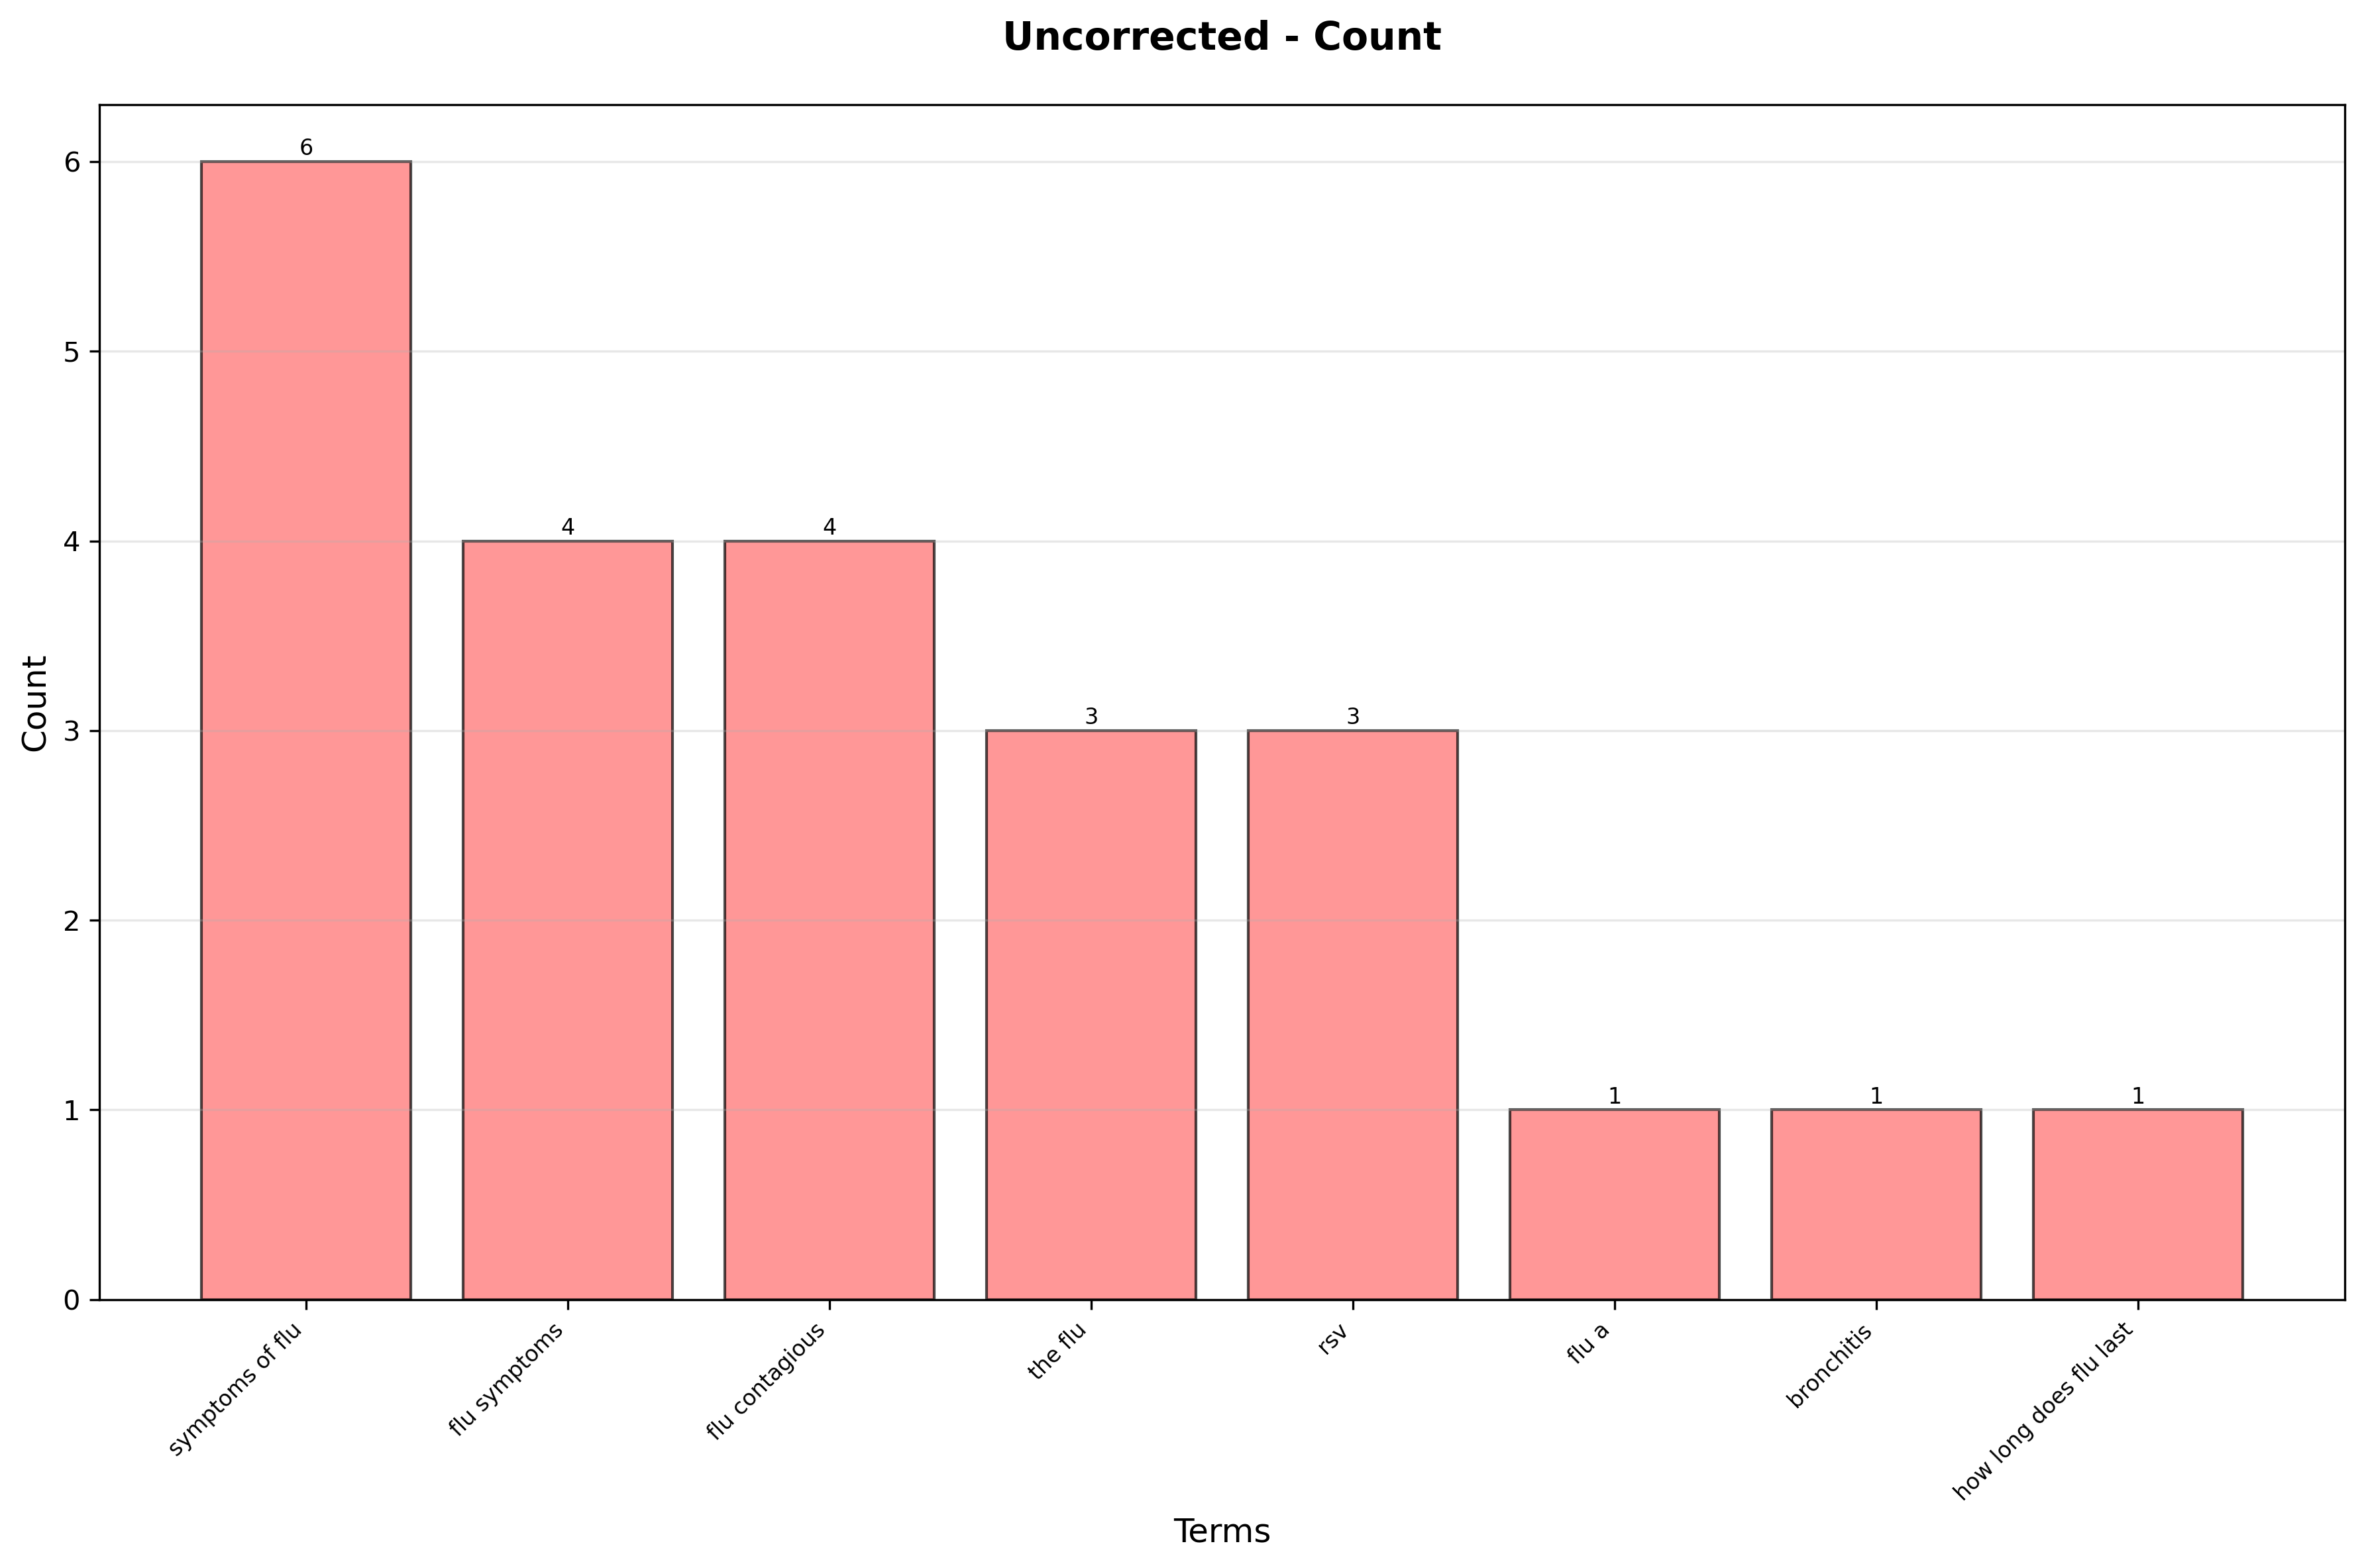 Uncorrected - Count
Count
6
5
4
3
2
1
0
6
4
4
3
3
1
1
1
symptoms of flu
flu symptoms
flu contagious
the flu
rsv
flu a
bronchitis
how long does flu last
Terms